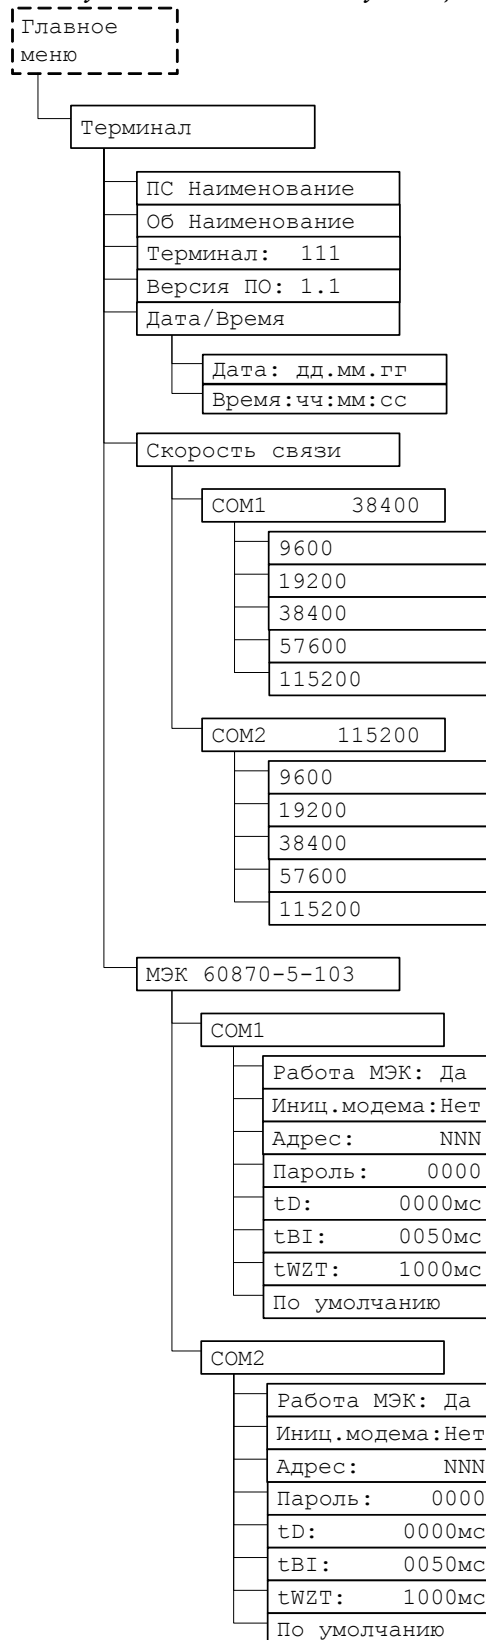 Главное
меню
Терминал
ПС Наименование
Об Наименование
Терминал: 111
Версия ПО: 1.1
Дата/Время
Дата: дд.мм.гг
Время:чч:мм:сс
Скорость связи
COM1 38400
9600
19200
38400
57600
115200
COM2 115200
9600
19200
38400
57600
115200
МЭК 60870-5-103
COM1
Работа МЭК: Да
Иниц.модема:Нет
Адрес: NNN
Пароль: 0000
tD: 0000мс
tBI: 0050мс
tWZT: 1000мс
По умолчанию
COM2
Работа МЭК: Да
Иниц.модема:Нет
Адрес: NNN
Пароль: 0000
tD: 0000мс
tBI: 0050мс
tWZT: 1000мс
По умолчанию